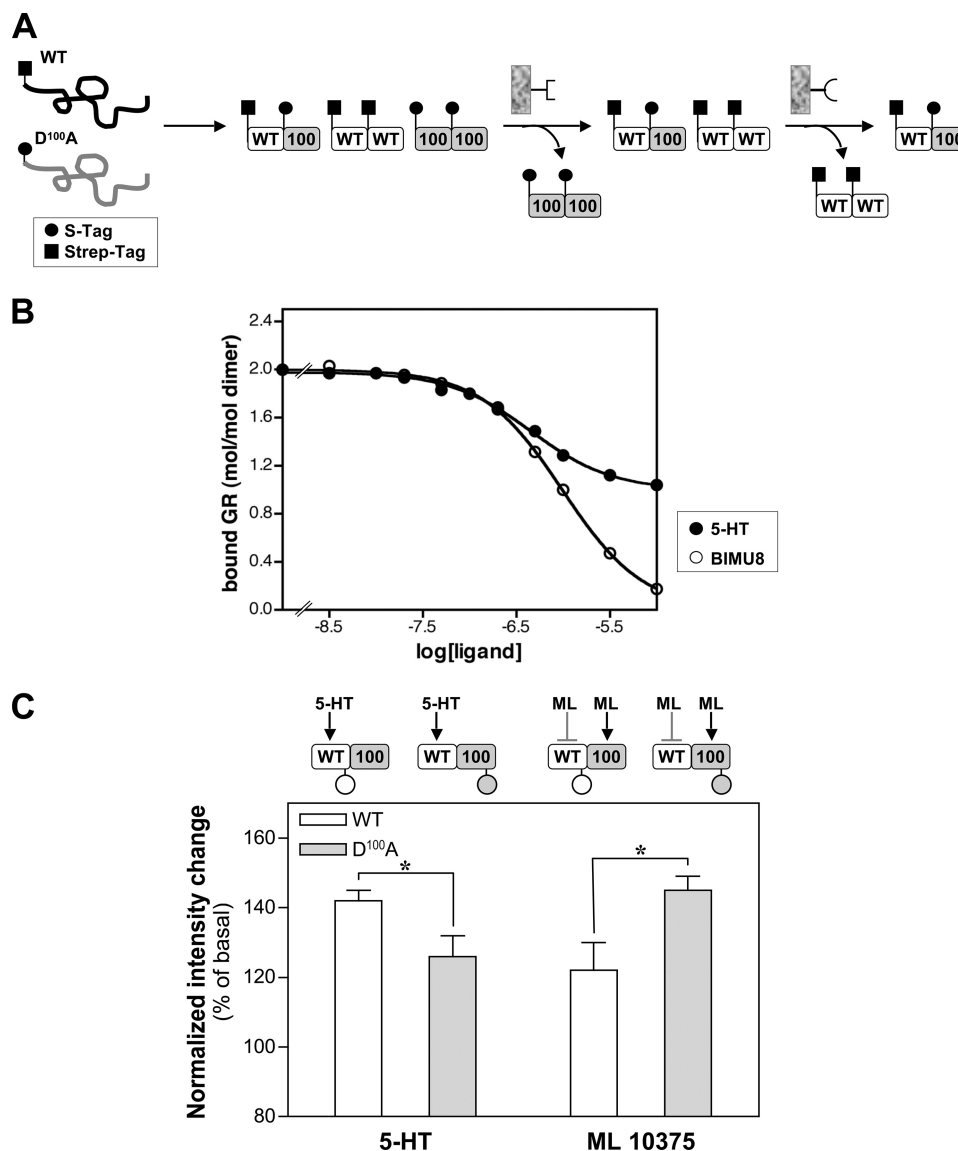 A
WT
D¹⁰⁰A
S-Tag
Strep-Tag
WT 100 WT WT 100 100
100 100
WT 100 WT WT
WT WT
WT 100
B
bound GR (mol/mol dimer)
2.4
2.0
1.6
1.2
0.8
0.4
0.0
-8.5 -7.5 -6.5 -5.5
log[ligand]
5-HT
BIMU8
C
5-HT 5-HT ML ML ML ML
WT 100 WT 100 WT 100 WT 100
Normalized intensity change
(% of basal)
160
140
120
100
80
WT
D¹⁰⁰A
* *
5-HT ML 10375